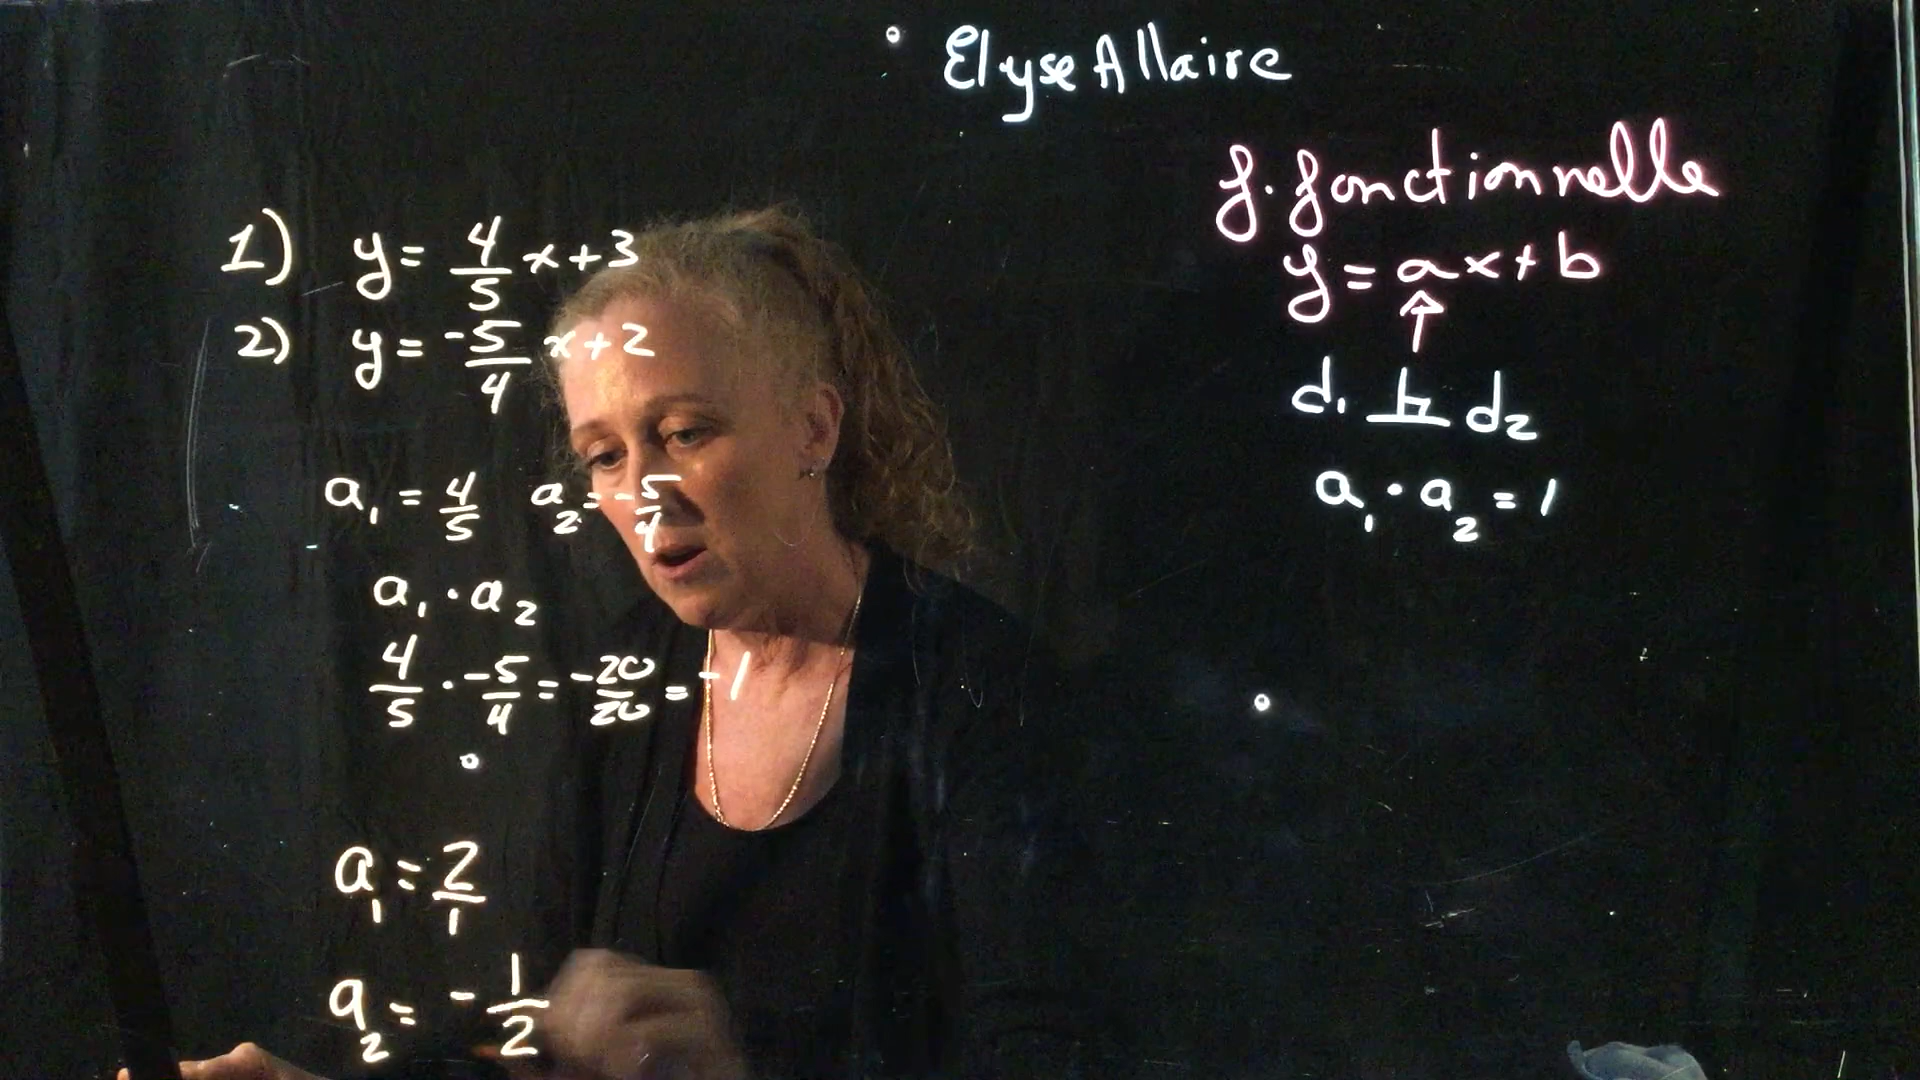 Elyse Allaire
f. fonctionnelle
y = ax + b
d₁ ⊥ d₂
a₁ · a₂ = 1
1) y = 4/5 x + 3
2) y = -5/4 x + 2
a₁ = 4/5 a₂ = -5/4
a₁ · a₂
4/5 · -5/4 = -20/20 = -1
a₁ = 2/1
a₂ = -1/2